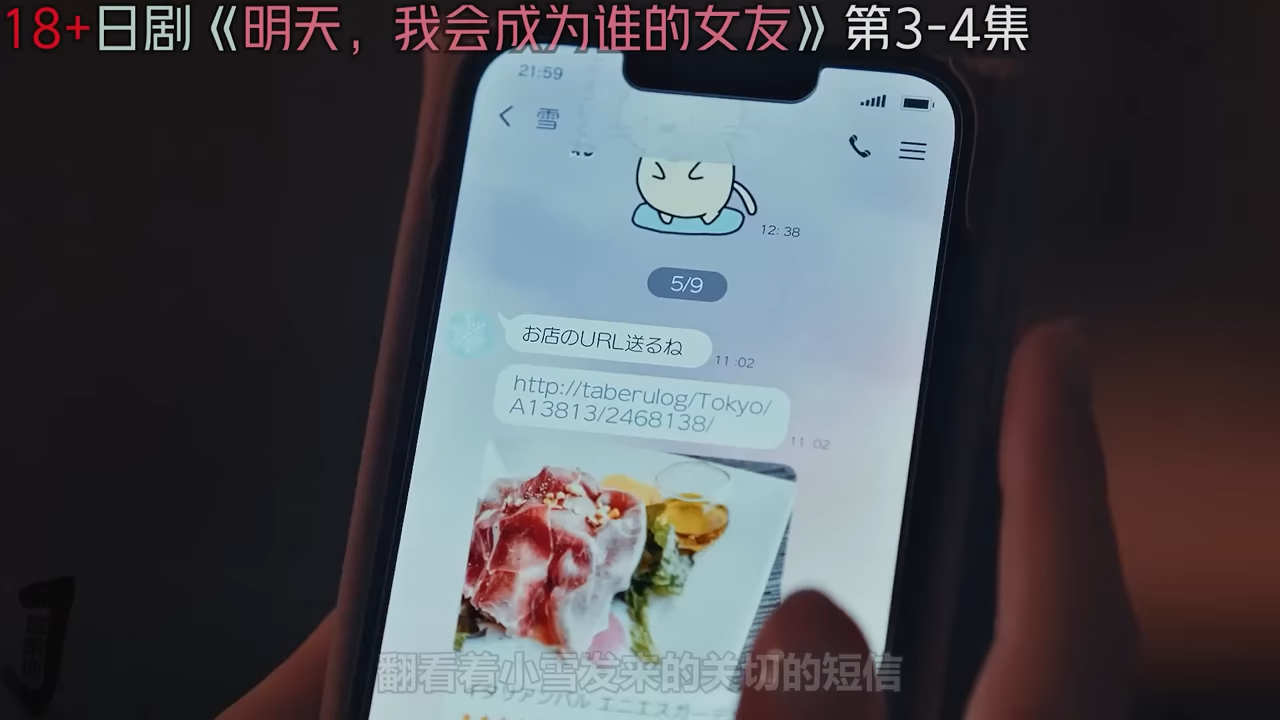 18+日剧《明天，我会成为谁的女友》第3-4集
21:59
雪
12:38
5/9
お店のURL送るね
11:02
http://taberulog/Tokyo/
A13813/2468138/
11 02
翻看着小雪发来的关切的短信